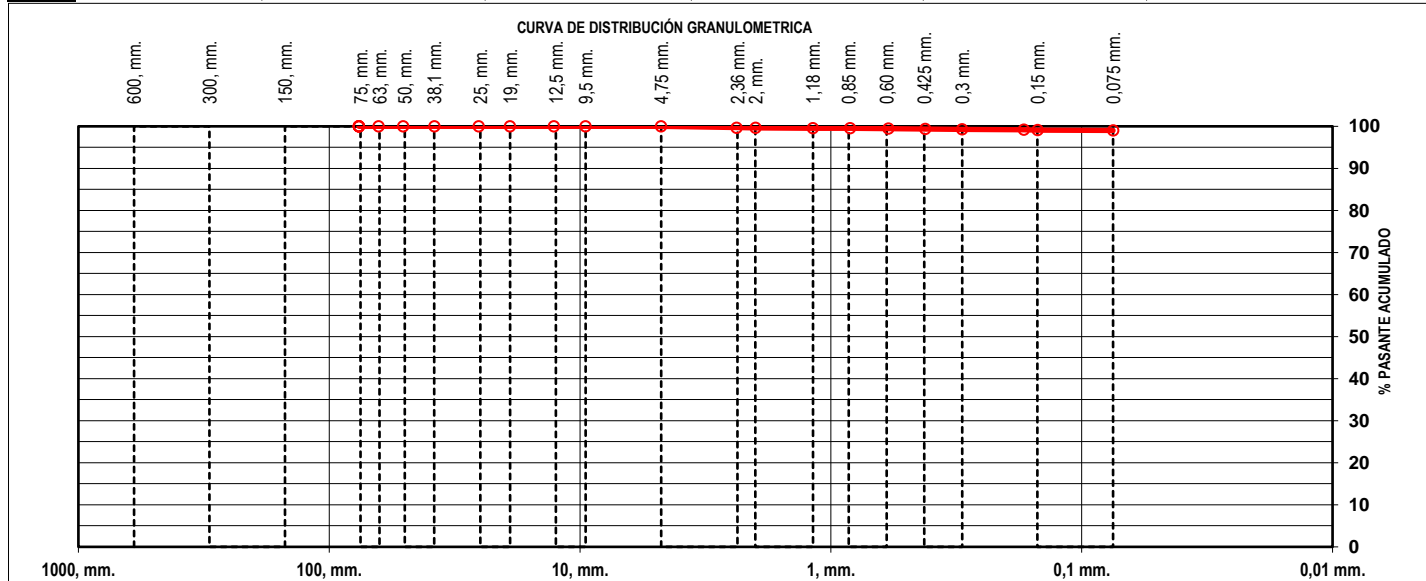 CURVA DE DISTRIBUCIÓN GRANULOMETRICA
600, mm.
300, mm.
150, mm.
75, mm.
63, mm.
50, mm.
38,1 mm.
25, mm.
19, mm.
12,5 mm.
9,5 mm.
4,75 mm.
2,36 mm.
2, mm.
1,18 mm.
0,85 mm.
0,60 mm.
0,425 mm.
0,3 mm.
0,15 mm.
0,075 mm.
100
90
80
70
60
50
40
30
20
10
0
% PASANTE ACUMULADO
1000, mm.
100, mm.
10, mm.
1, mm.
0,1 mm.
0,01 mm.